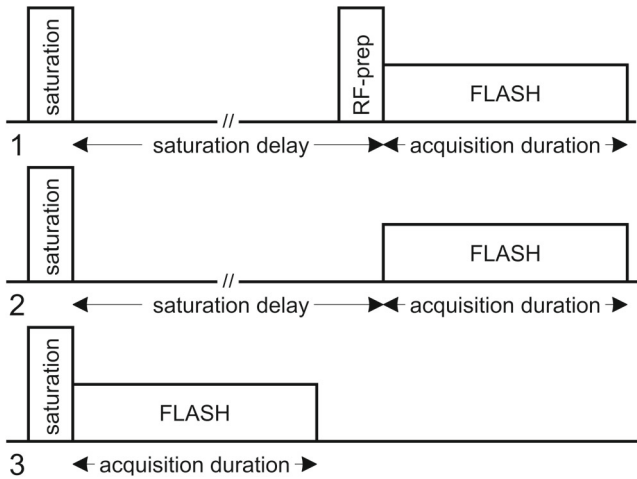 saturation
RF-prep
FLASH
//
1
saturation delay
acquisition duration
saturation
FLASH
//
2
saturation delay
acquisition duration
saturation
FLASH
3
acquisition duration